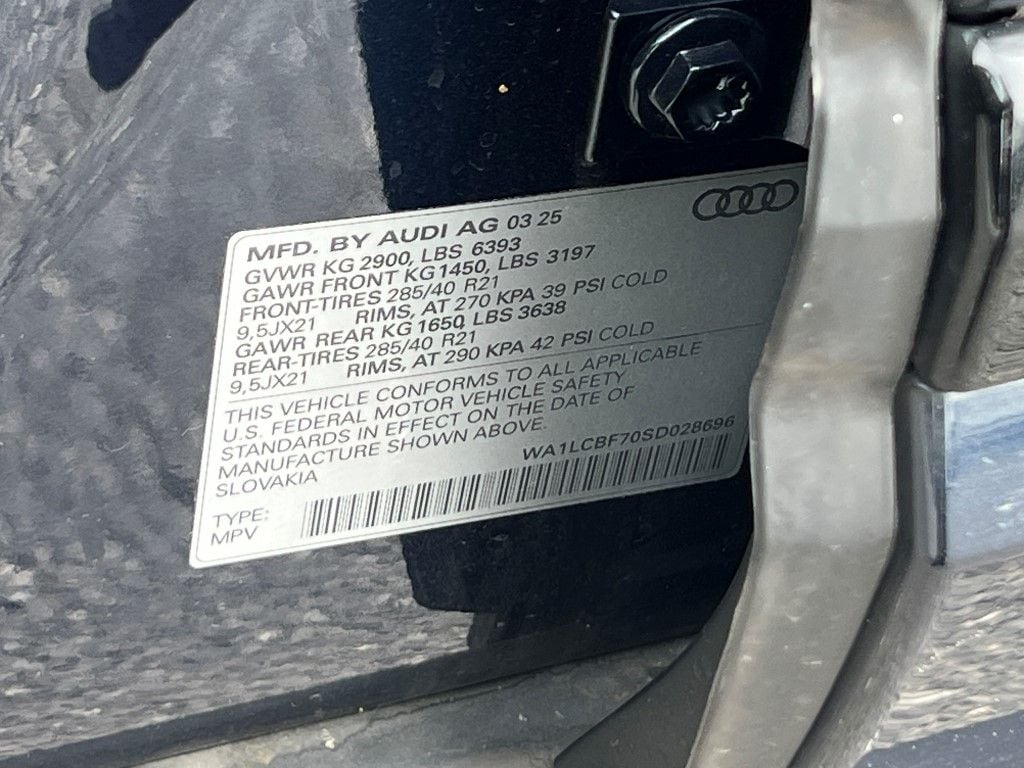 MFD. BY AUDI AG 03 25
GVWR KG 2900, LBS 6393
GAWR FRONT KG1450, LBS 3197
FRONT-TIRES 285/40 R21
9,5JX21 RIMS, AT 270 KPA 39 PSI COLD
GAWR REAR KG 1650, LBS 3638
REAR-TIRES 285/40 R21
9,5JX21 RIMS, AT 290 KPA 42 PSI COLD
THIS VEHICLE CONFORMS TO ALL APPLICABLE
U.S. FEDERAL MOTOR VEHICLE SAFETY
STANDARDS IN EFFECT ON THE DATE OF
MANUFACTURE SHOWN ABOVE.
SLOVAKIA
WA1LCBF70SD028696
TYPE:
MPV